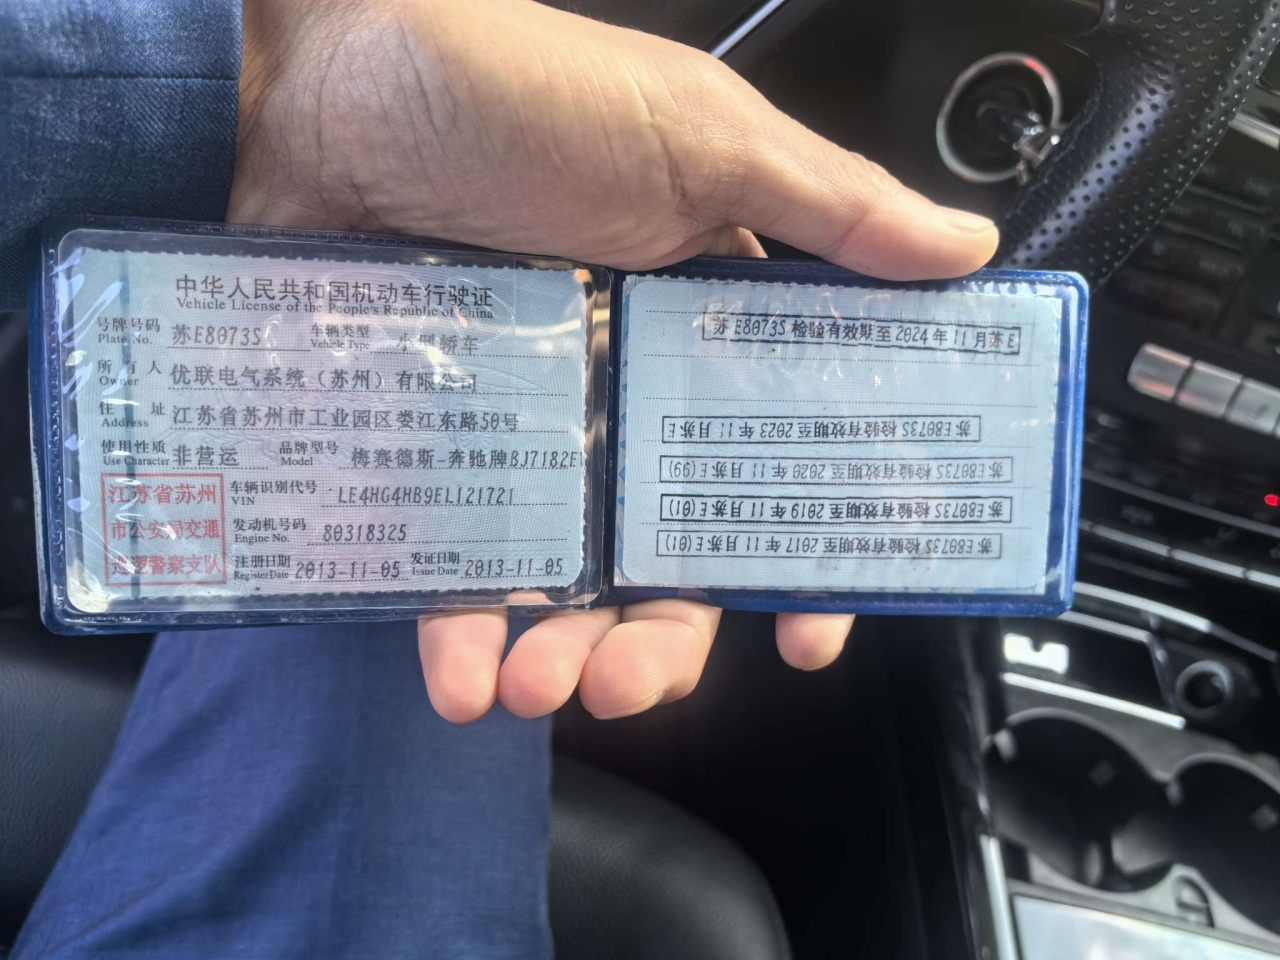 中华人民共和国机动车行驶证
Vehicle License of the People's Republic of China
号牌号码 苏E8073S 车辆类型 小型轿车
Plate No. Vehicle Type
所有人 优联电气系统（苏州）有限公司
Owner
住址 江苏省苏州市工业园区娄江东路50号
Address
使用性质 非营运 品牌型号 梅赛德斯-奔驰牌BJ7182E
Use Character Model
江苏省苏州
市公安局交通
巡逻警察支队
车辆识别代号 LE4HG4HB9EL121721
VIN
发动机号码 80318325
Engine No.
注册日期 2013-11-05 发证日期 2013-11-05
Register Date Issue Date
苏E8073S检验有效期至2024年11月苏E
苏E8073S检验有效期至2023年11月苏E
苏E8073S检验有效期至2020年11月苏E(99)
苏E8073S检验有效期至2019年11月苏E(01)
苏E8073S检验有效期至2017年11月苏E(01)